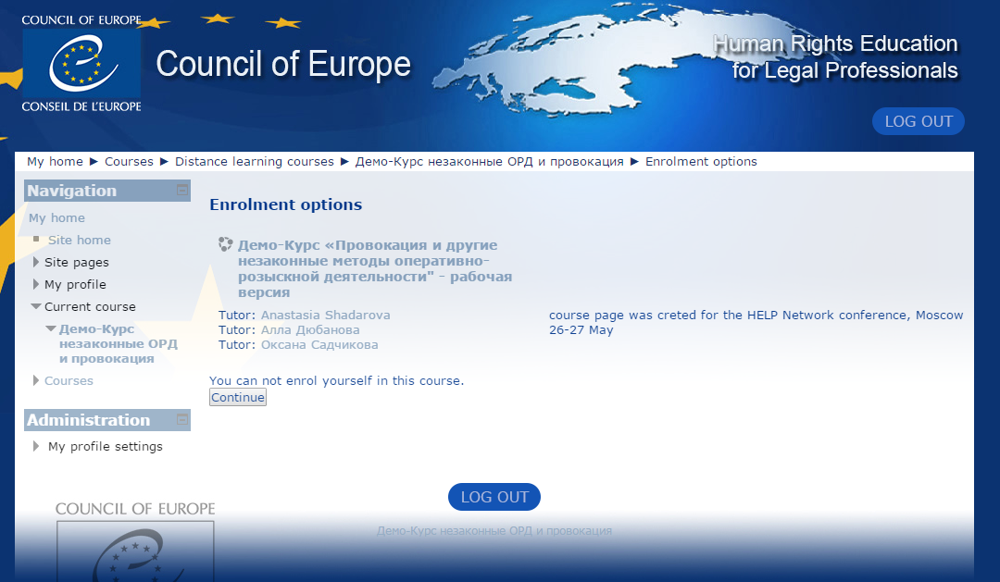 COUNCIL OF EUROPE
CONSEIL DE L'EUROPE
Council of Europe
Human Rights Education
for Legal Professionals
LOG OUT
My home ► Courses ► Distance learning courses ► Демо-Курс незаконные ОРД и провокация ► Enrolment options
Navigation
My home
Site home
Site pages
My profile
Current course
Демо-Курс
незаконные ОРД
и провокация
Courses
Administration
My profile settings
Enrolment options
Демо-Курс «Провокация и другие
незаконные методы оперативно-
розыскной деятельности" - рабочая
версия
Tutor: Anastasia Shadarova
Tutor: Алла Дюбанова
Tutor: Оксана Садчикова
course page was creted for the HELP Network conference, Moscow
26-27 May
You can not enrol yourself in this course.
Continue
LOG OUT
Демо-Курс незаконные ОРД и провокация
COUNCIL OF EUROPE